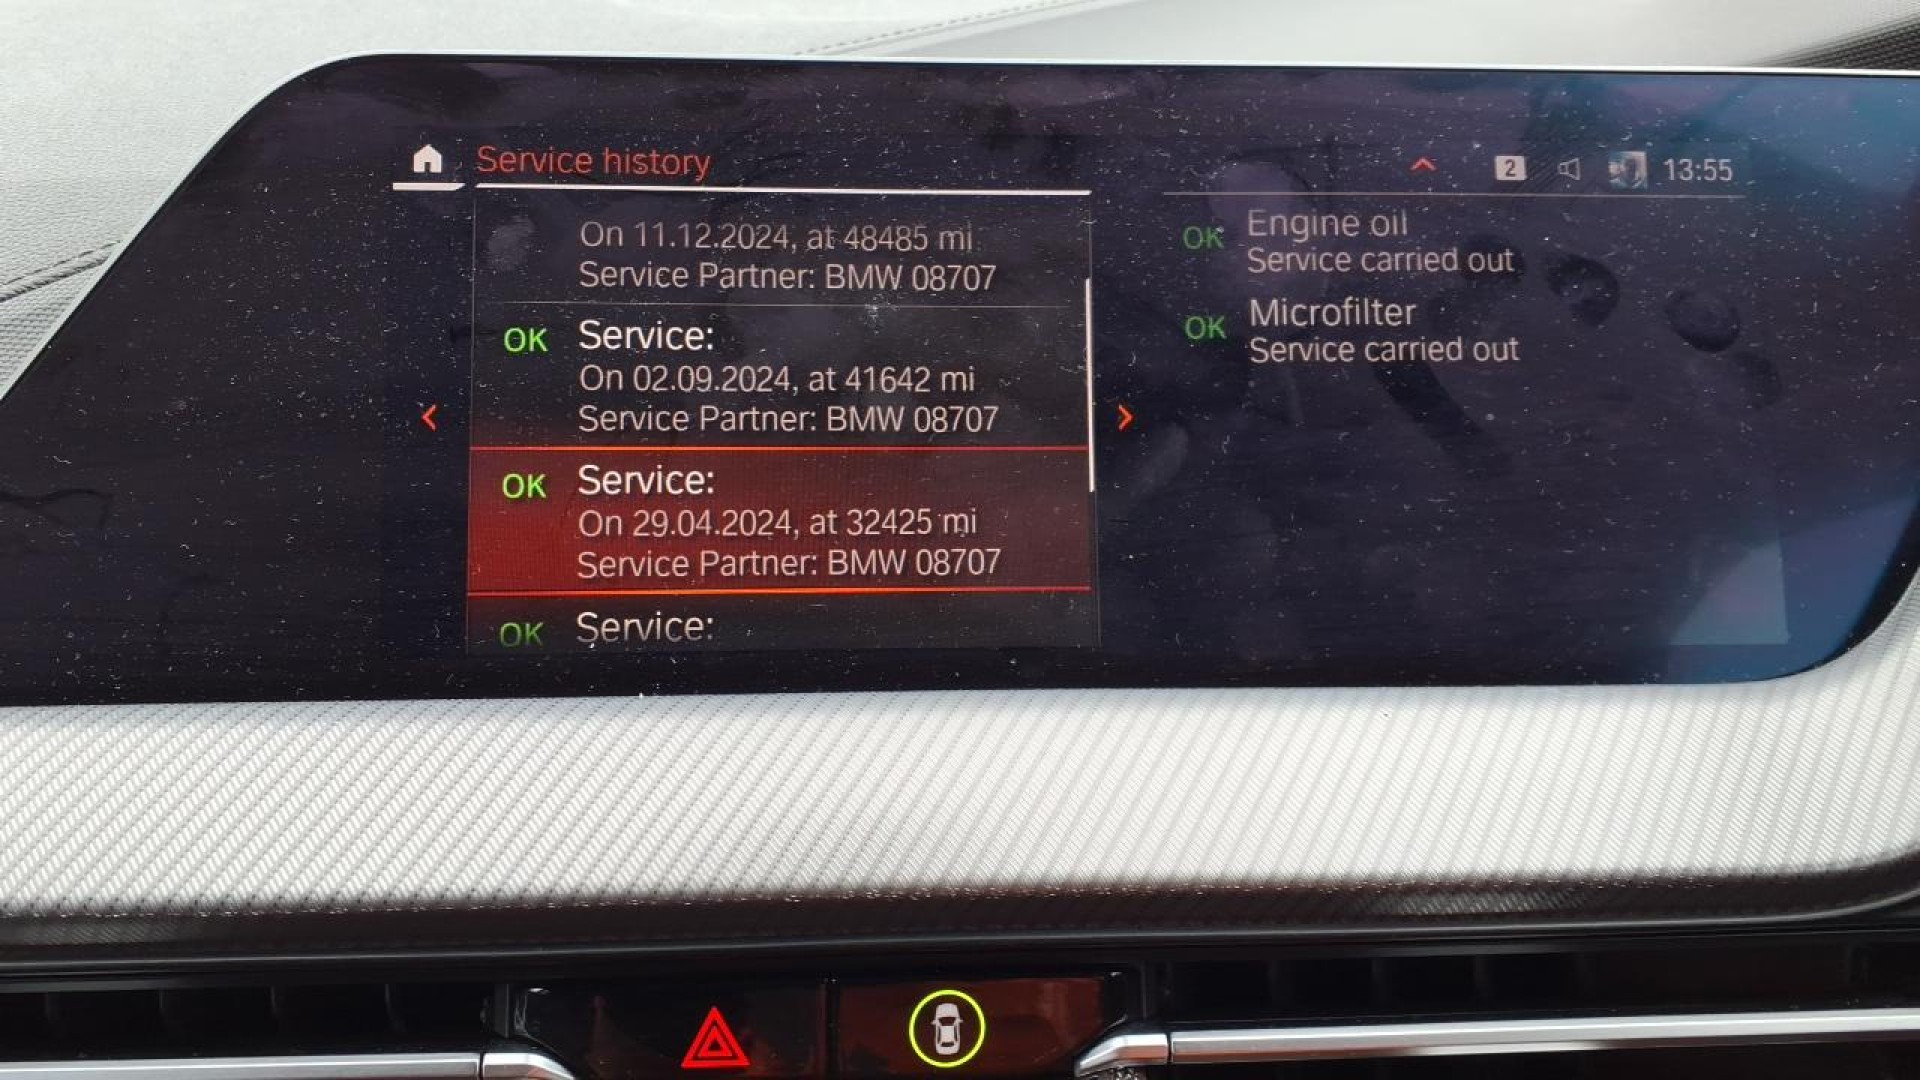 Service history
2
13:55
On 11.12.2024, at 48485 mi
Service Partner: BMW 08707
OK
Service:
On 02.09.2024, at 41642 mi
Service Partner: BMW 08707
OK
Service:
On 29.04.2024, at 32425 mi
Service Partner: BMW 08707
OK
Service:
OK
Engine oil
Service carried out
OK
Microfilter
Service carried out